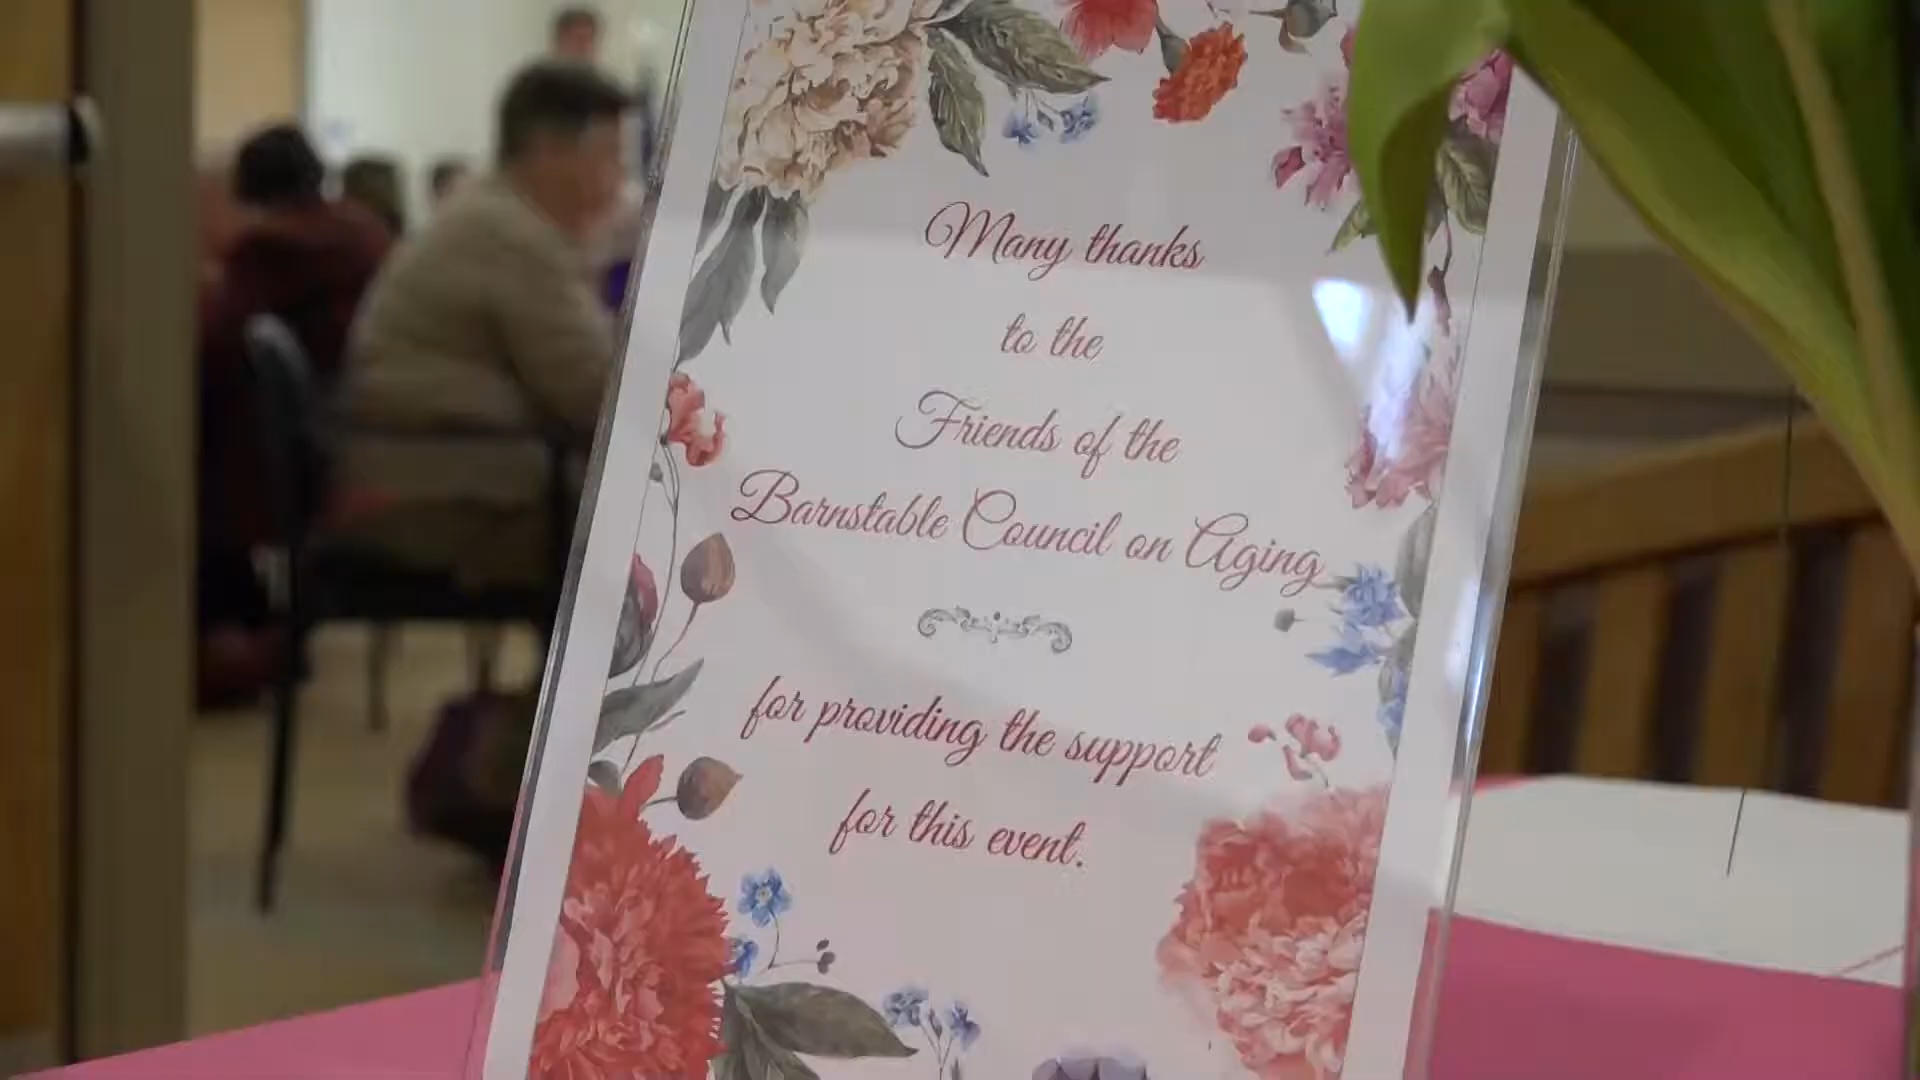 Many thanks
to the
Friends of the
Barnstable Council on Aging
for providing the support
for this event.